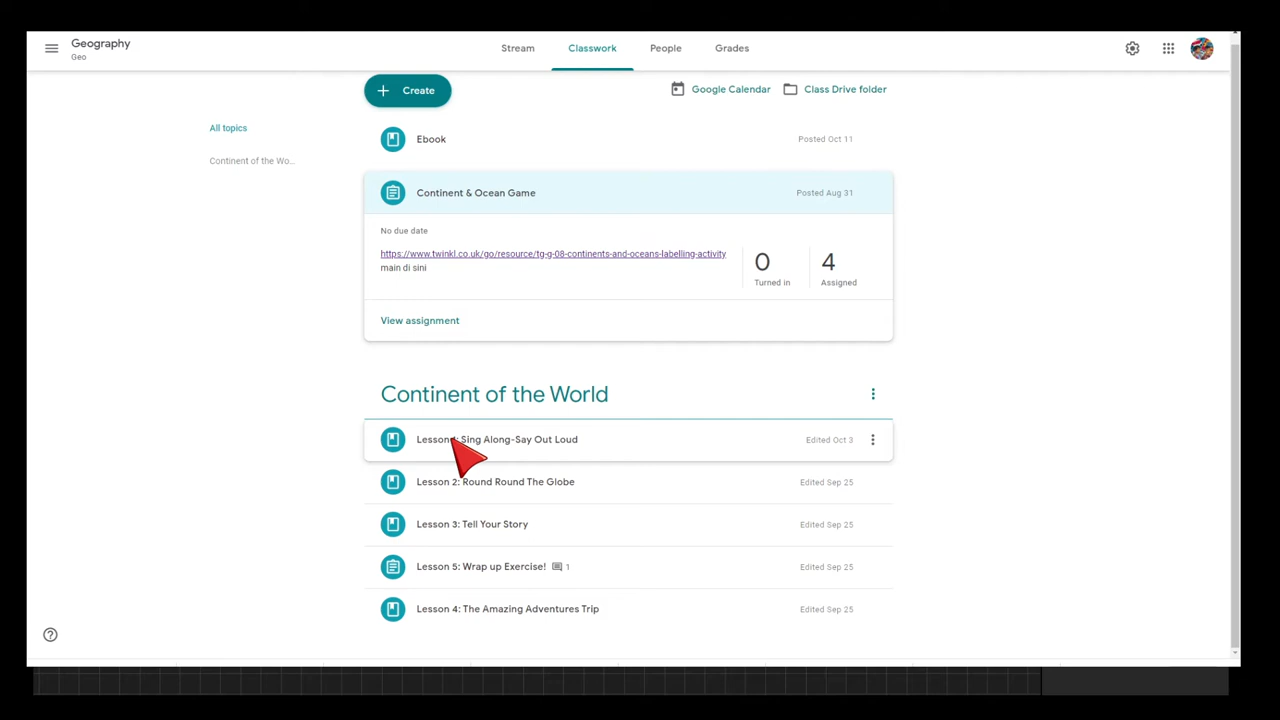 Geography
Geo
Stream
Classwork
People
Grades
Create
Google Calendar
Class Drive folder
All topics
Continent of the Wo...
Ebook
Posted Oct 11
Continent & Ocean Game
Posted Aug 31
No due date
https://www.twinkl.co.uk/go/resource/tg-g-08-continents-and-oceans-labelling-activity
main di sini
0
Turned in
4
Assigned
View assignment
Continent of the World
Lesson Sing Along-Say Out Loud
Edited Oct 3
Lesson 2: Round Round The Globe
Edited Sep 25
Lesson 3: Tell Your Story
Edited Sep 25
Lesson 5: Wrap up Exercise! 1
Edited Sep 25
Lesson 4: The Amazing Adventures Trip
Edited Sep 25